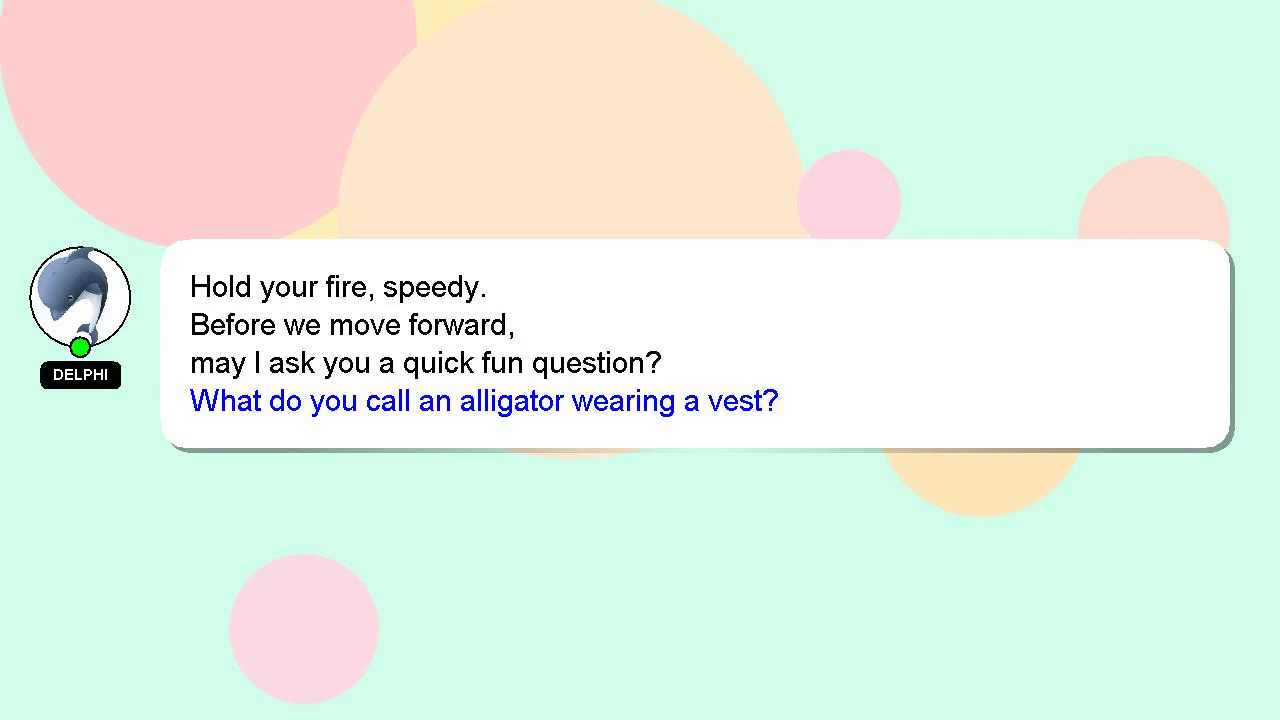 Hold your fire, speedy.
Before we move forward,
may I ask you a quick fun question?
What do you call an alligator wearing a vest?
DELPHI